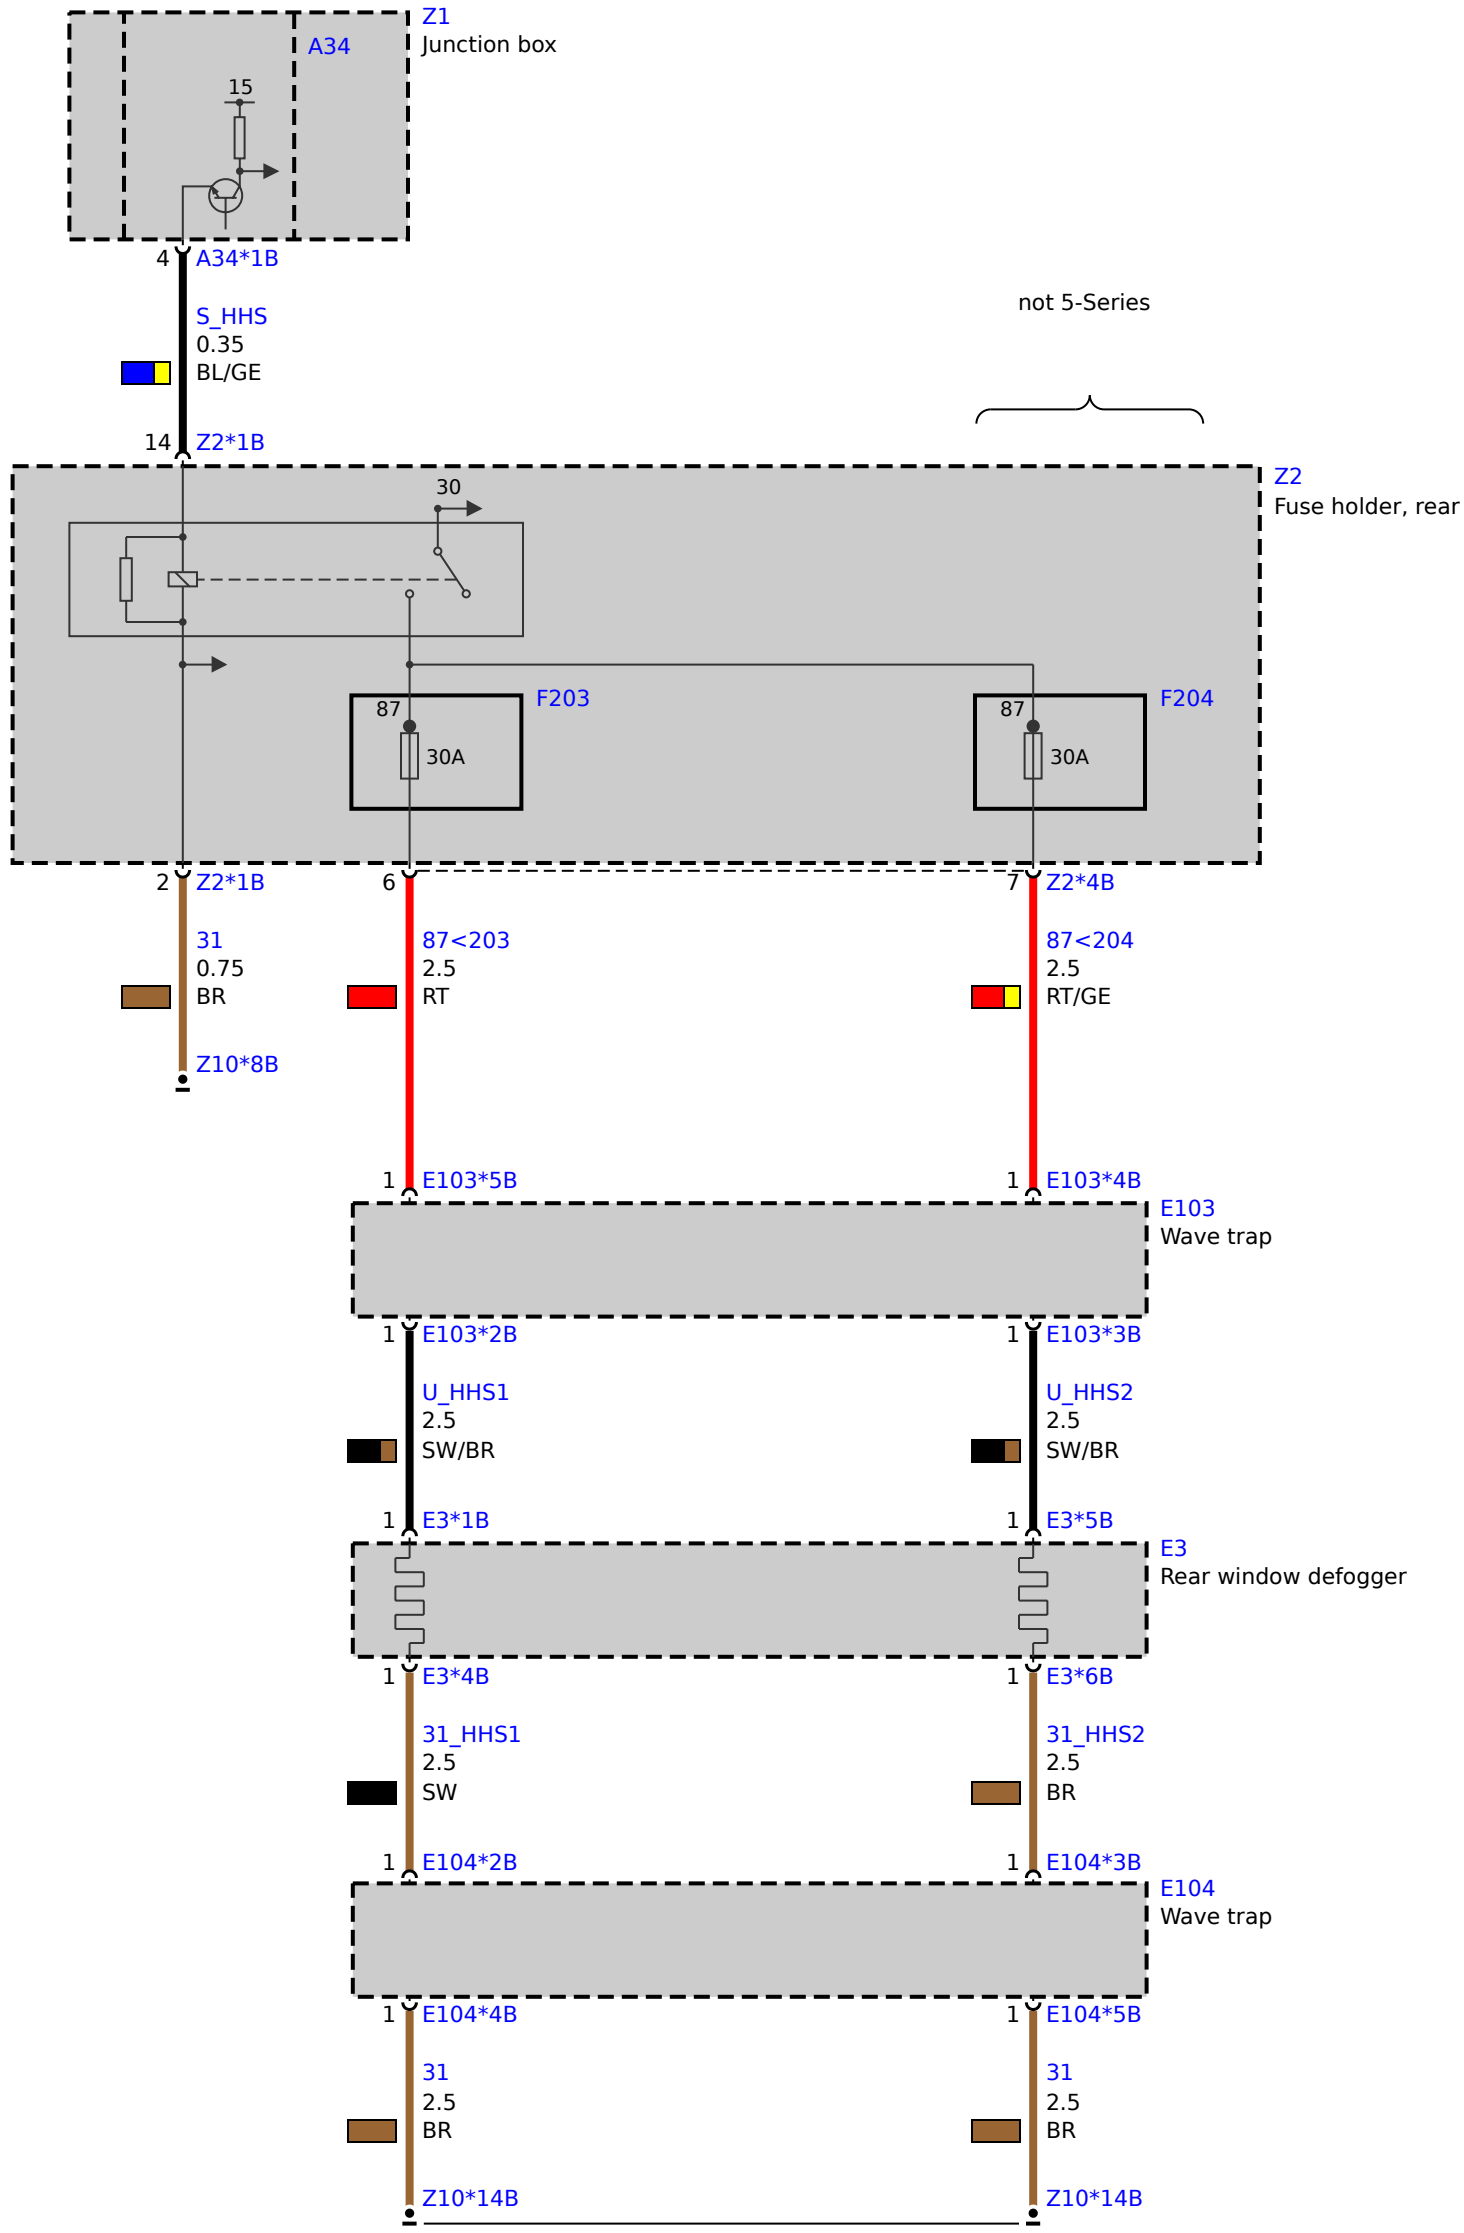 Z1
Junction box
A34
15
4 A34*1B
S_HHS
0.35
BL/GE
not 5-Series
14 Z2*1B
Z2
Fuse holder, rear
30
F203
F204
87
87
30A
30A
2 Z2*1B
6
7 Z2*4B
31
0.75
BR
87<203
2.5
RT
87<204
2.5
RT/GE
Z10*8B
1 E103*5B
1 E103*4B
E103
Wave trap
1 E103*2B
1 E103*3B
U_HHS1
2.5
SW/BR
U_HHS2
2.5
SW/BR
1 E3*1B
1 E3*5B
E3
Rear window defogger
1 E3*4B
1 E3*6B
31_HHS1
2.5
SW
31_HHS2
2.5
BR
1 E104*2B
1 E104*3B
E104
Wave trap
1 E104*4B
1 E104*5B
31
2.5
BR
31
2.5
BR
Z10*14B
Z10*14B